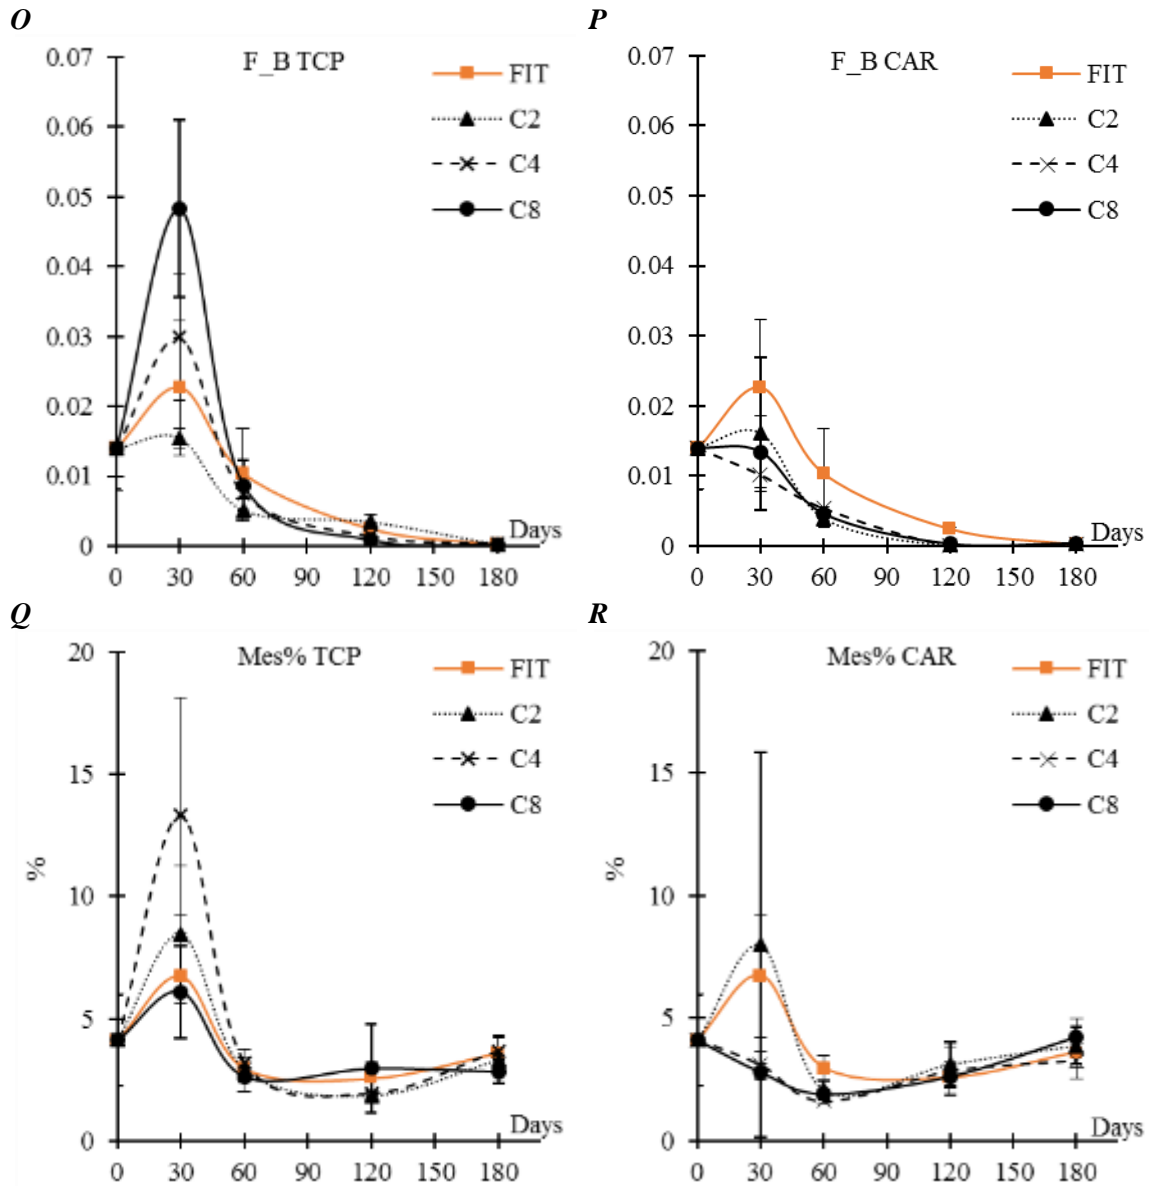 O
F_B TCP
0.07
0.06
0.05
0.04
0.03
0.02
0.01
0
FIT
C2
C4
C8
Days
0 30 60 90 120 150 180
P
F_B CAR
0.07
0.06
0.05
0.04
0.03
0.02
0.01
0
FIT
C2
C4
C8
Days
0 30 60 90 120 150 180
Q
Mes% TCP
20
15
10
5
0
%
FIT
C2
C4
C8
Days
0 30 60 90 120 150 180
R
Mes% CAR
20
15
10
5
0
%
FIT
C2
C4
C8
Days
0 30 60 90 120 150 180